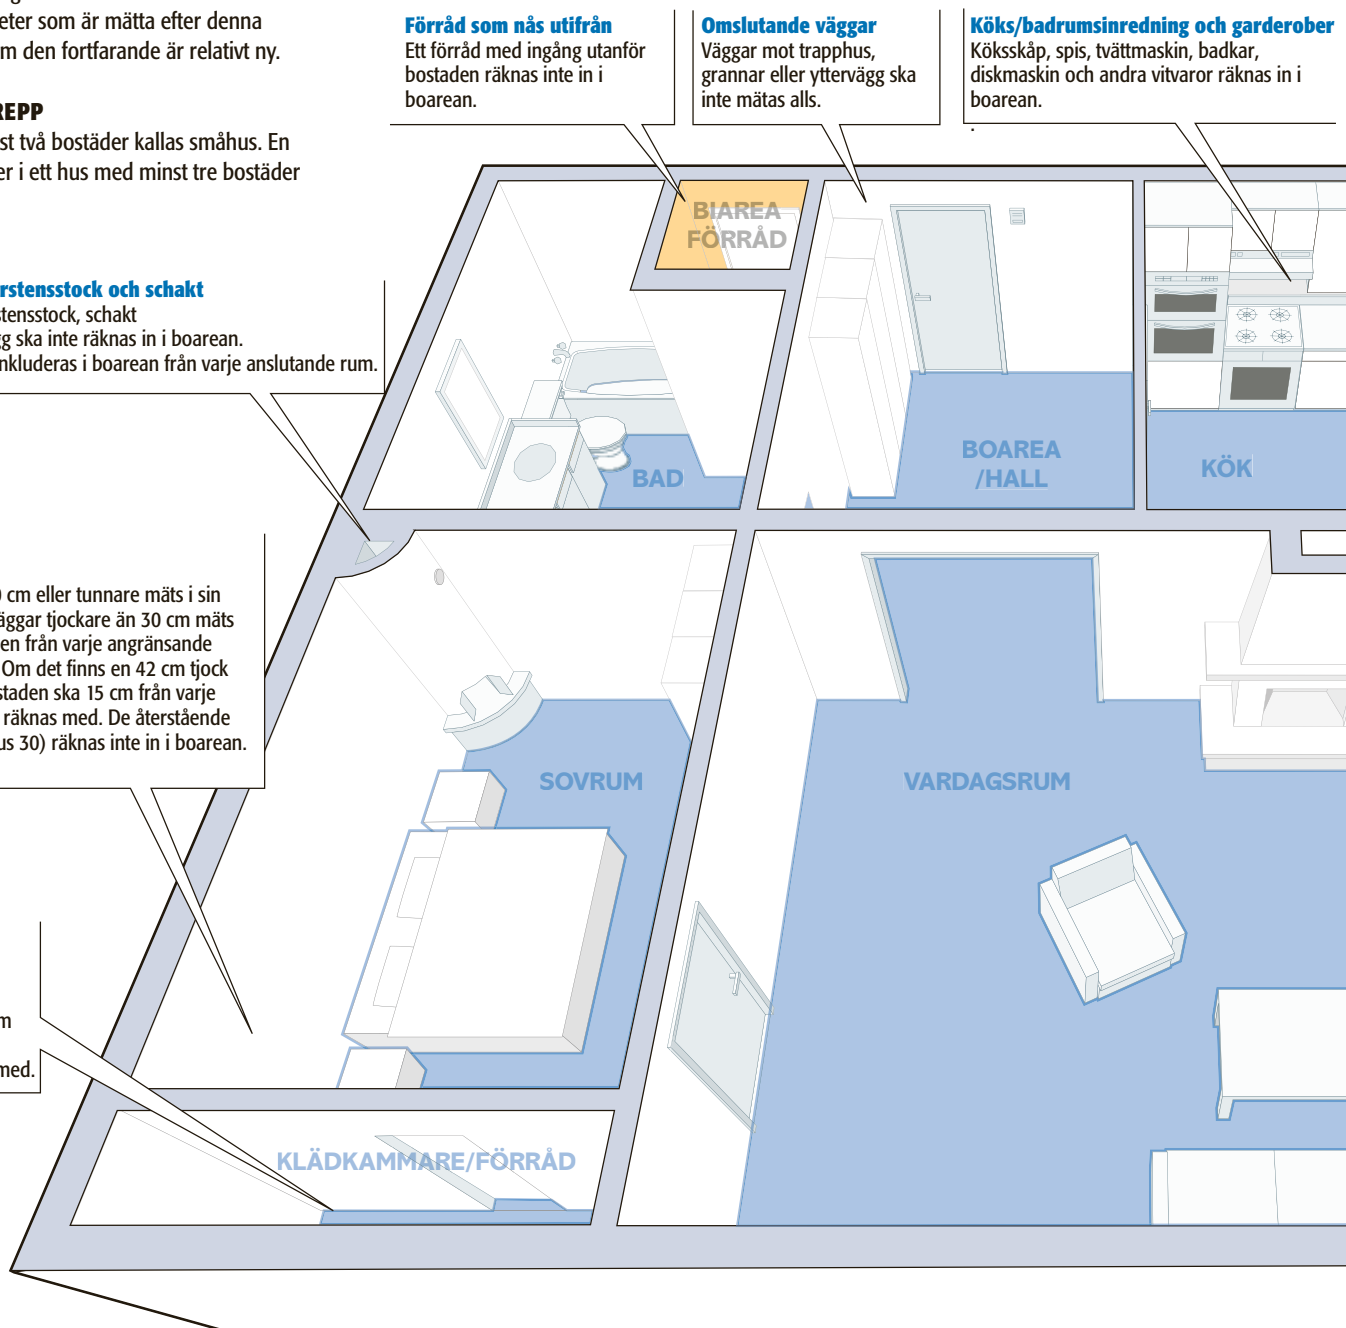 eter som är mätta efter denna
m den fortfarande är relativt ny.
REPP
st två bostäder kallas småhus. En
er i ett hus med minst tre bostäder
Förråd som nås utifrån
Ett förråd med ingång utanför
bostaden räknas inte in i
boarean.
Omslutande väggar
Väggar mot trapphus,
grannar eller yttervägg ska
inte mätas alls.
Köks/badrumsinredning och garderober
Köksskåp, spis, tvättmaskin, badkar,
diskmaskin och andra vitvaror räknas in i
boarean.
.
rstensstock och schakt
stensstock, schakt
gg ska inte räknas in i boarean.
nkluderas i boarean från varje anslutande rum.
BIAREA
FÖRRÅD
BAD
BOAREA
/HALL
KÖK
0 cm eller tunnare mäts i sin
äggar tjockare än 30 cm mäts
en från varje angränsande
Om det finns en 42 cm tjock
staden ska 15 cm från varje
räknas med. De återstående
us 30) räknas inte in i boarean.
SOVRUM
VARDAGSRUM
m
med.
KLÄDKAMMARE/FÖRRÅD